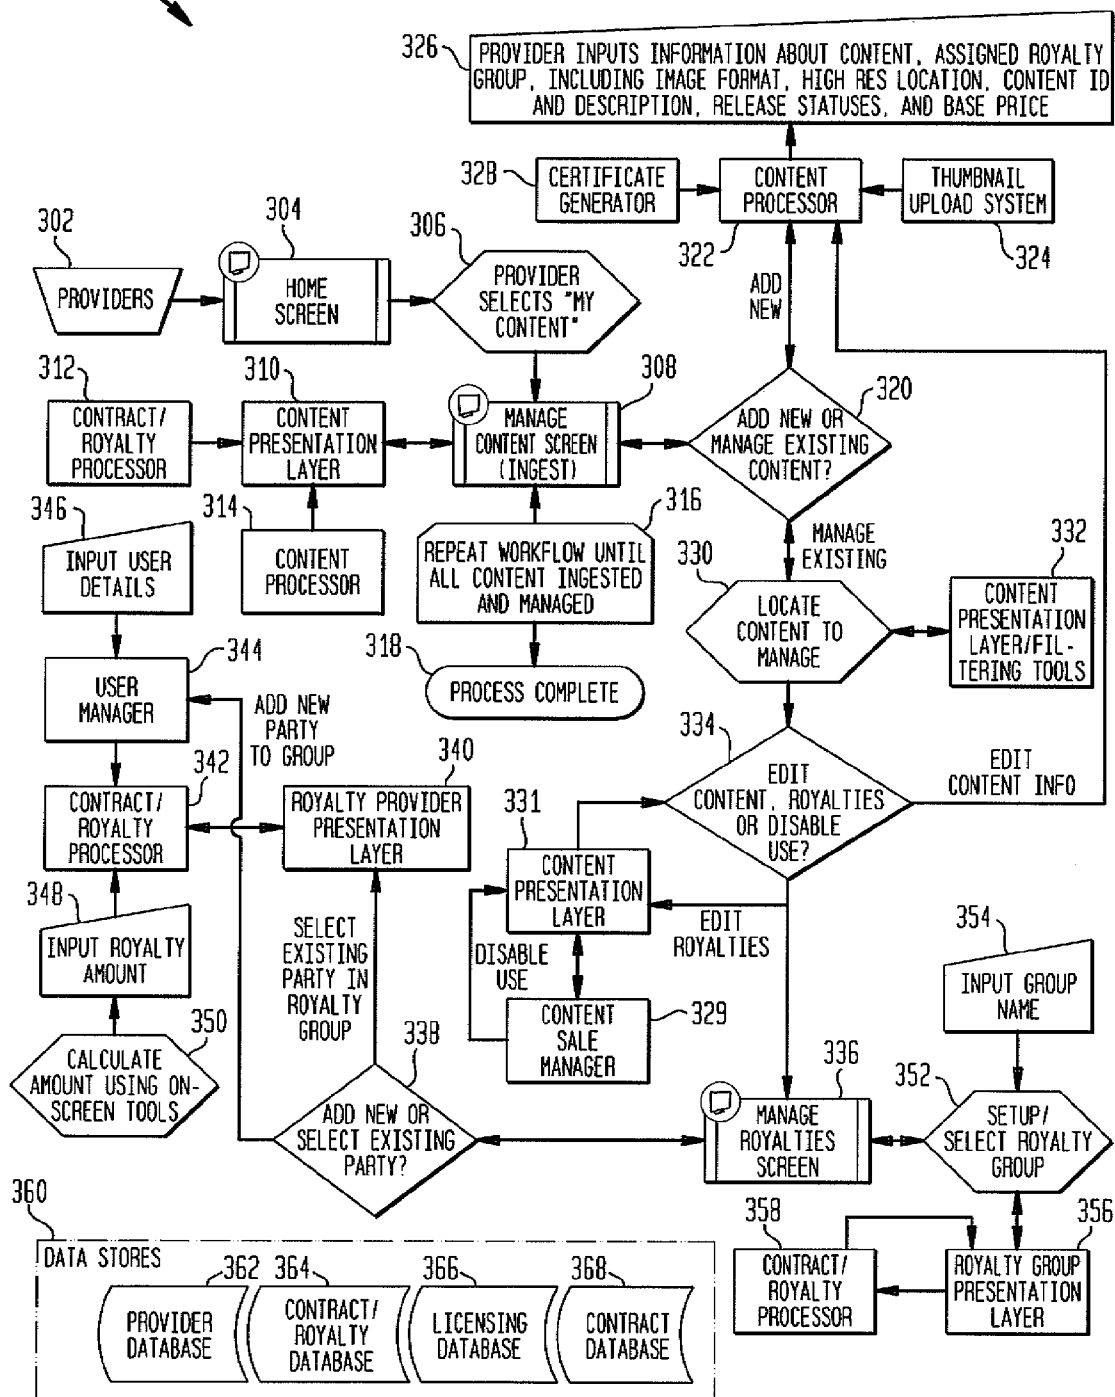 326
PROVIDER INPUTS INFORMATION ABOUT CONTENT, ASSIGNED ROYALTY
GROUP, INCLUDING IMAGE FORMAT, HIGH RES LOCATION, CONTENT ID
AND DESCRIPTION, RELEASE STATUSES, AND BASE PRICE
328
CERTIFICATE
GENERATOR
CONTENT
PROCESSOR
322
THUMBNAIL
UPLOAD SYSTEM
324
302
PROVIDERS
304
HOME
SCREEN
306
PROVIDER
SELECTS "MY
CONTENT"
ADD
NEW
312
CONTRACT/
ROYALTY
PROCESSOR
310
CONTENT
PRESENTATION
LAYER
308
MANAGE
CONTENT SCREEN
(INGEST)
320
ADD NEW OR
MANAGE EXISTING
CONTENT?
346
INPUT USER
DETAILS
314
CONTENT
PROCESSOR
316
REPEAT WORKFLOW UNTIL
ALL CONTENT INGESTED
AND MANAGED
MANAGE
EXISTING
330
LOCATE
CONTENT TO
MANAGE
332
CONTENT
PRESENTATION
LAYER/FIL-
TERING TOOLS
318
PROCESS COMPLETE
344
USER
MANAGER
ADD NEW
PARTY
TO GROUP
334
EDIT
CONTENT, ROYALTIES
OR DISABLE
USE?
EDIT
CONTENT INFO
342
CONTRACT/
ROYALTY
PROCESSOR
340
ROYALTY PROVIDER
PRESENTATION
LAYER
331
CONTENT
PRESENTATION
LAYER
EDIT
ROYALTIES
348
INPUT ROYALTY
AMOUNT
SELECT
EXISTING
PARTY IN
ROYALTY
GROUP
DISABLE
USE
CONTENT
SALE
MANAGER
329
354
INPUT GROUP
NAME
350
CALCULATE
AMOUNT USING ON-
SCREEN TOOLS
338
ADD NEW OR
SELECT EXISTING
PARTY?
336
MANAGE
ROYALTIES
SCREEN
352
SETUP/
SELECT ROYALTY
GROUP
358
CONTRACT/
ROYALTY
PROCESSOR
356
ROYALTY GROUP
PRESENTATION
LAYER
360
DATA STORES
362
PROVIDER
DATABASE
364
CONTRACT/
ROYALTY
DATABASE
366
LICENSING
DATABASE
368
CONTRACT
DATABASE